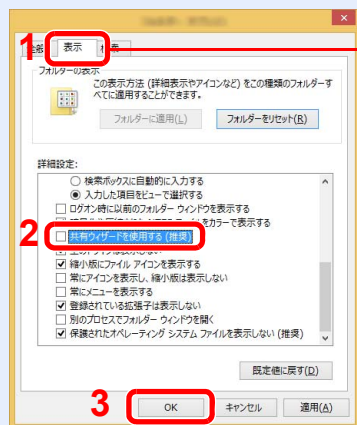 1
全般
表示
フォルダーの表示
この表示方法 (詳細表示やアイコンなど) をこの種類のフォルダーす
べてに適用することができます。
フォルダーに適用(L)
フォルダーをリセット(R)
詳細設定:
検索ボックスに自動的に入力する
入力した項目をビューで選択する
ログオン時に以前のフォルダー ウィンドウを表示する
カラーで表示する
2
共有ウィザードを使用する (推奨)
縮小版にファイル アイコンを表示する
常にアイコンを表示し、縮小版は表示しない
常にメニューを表示する
登録されている拡張子は表示しない
別のプロセスでフォルダー ウィンドウを開く
保護されたオペレーティング システム ファイルを表示しない (推奨)
既定値に戻す(D)
3
OK
キャンセル
適用(A)